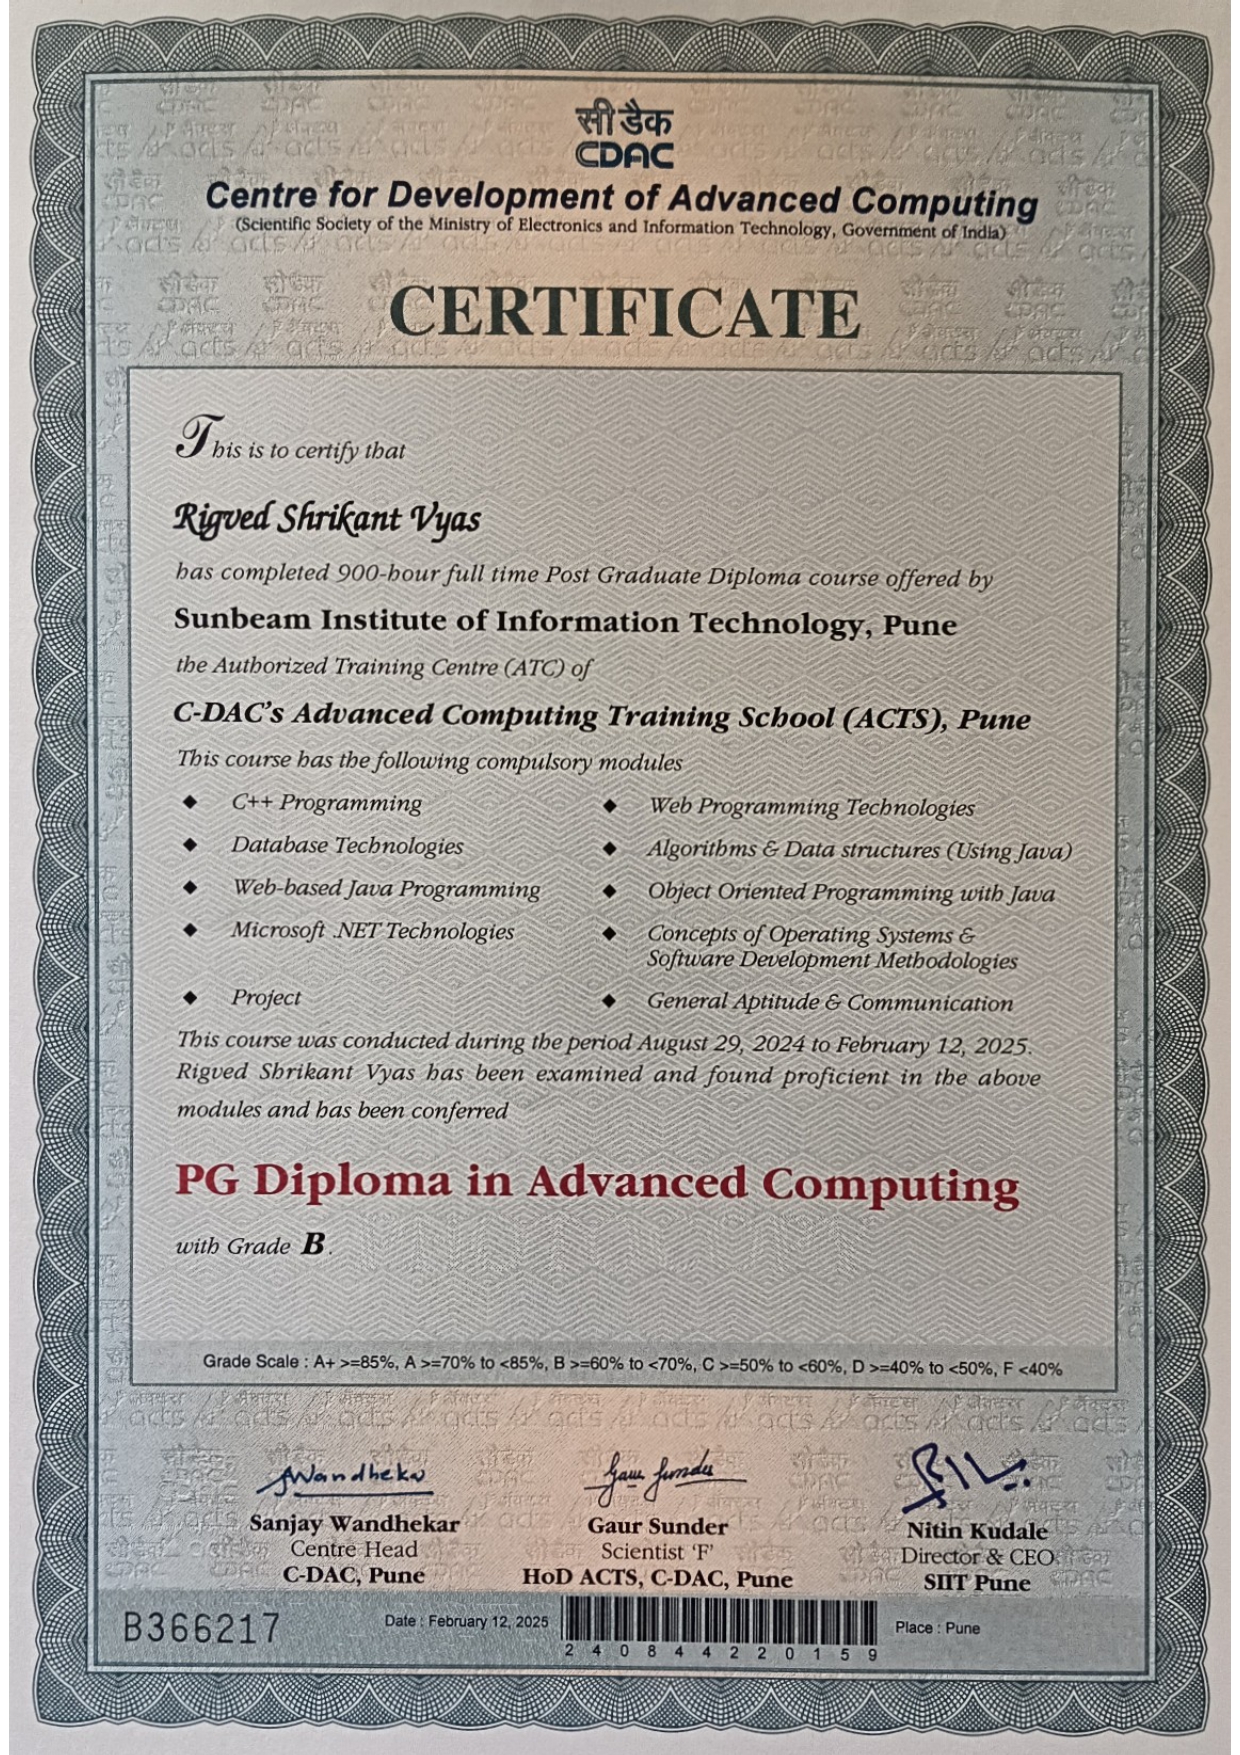 सी डैक
CDAC
Centre for Development of Advanced Computing
(Scientific Society of the Ministry of Electronics and Information Technology, Government of India)
CERTIFICATE
This is to certify that
Rigved Shrikant Vyas
has completed 900-hour full time Post Graduate Diploma course offered by
Sunbeam Institute of Information Technology, Pune
the Authorized Training Centre (ATC) of
C-DAC's Advanced Computing Training School (ACTS), Pune
This course has the following compulsory modules
◆ C++ Programming
◆ Web Programming Technologies
◆ Database Technologies
◆ Algorithms & Data structures (Using Java)
◆ Web-based Java Programming
◆ Object Oriented Programming with Java
◆ Microsoft .NET Technologies
◆ Concepts of Operating Systems &
Software Development Methodologies
◆ Project
◆ General Aptitude & Communication
This course was conducted during the period August 29, 2024 to February 12, 2025.
Rigved Shrikant Vyas has been examined and found proficient in the above
modules and has been conferred
PG Diploma in Advanced Computing
with Grade B.
Grade Scale : A+ >=85%, A >=70% to <85%, B >=60% to <70%, C >=50% to <60%, D >=40% to <50%, F <40%
Wandhekar
Gaur Sunder
Sanjay Wandhekar
Centre Head
C-DAC, Pune
Gaur Sunder
Scientist 'F'
HoD ACTS, C-DAC, Pune
Nitin Kudale
Director & CEO
SIIT Pune
B366217
Date : February 12, 2025
240844220159
Place : Pune